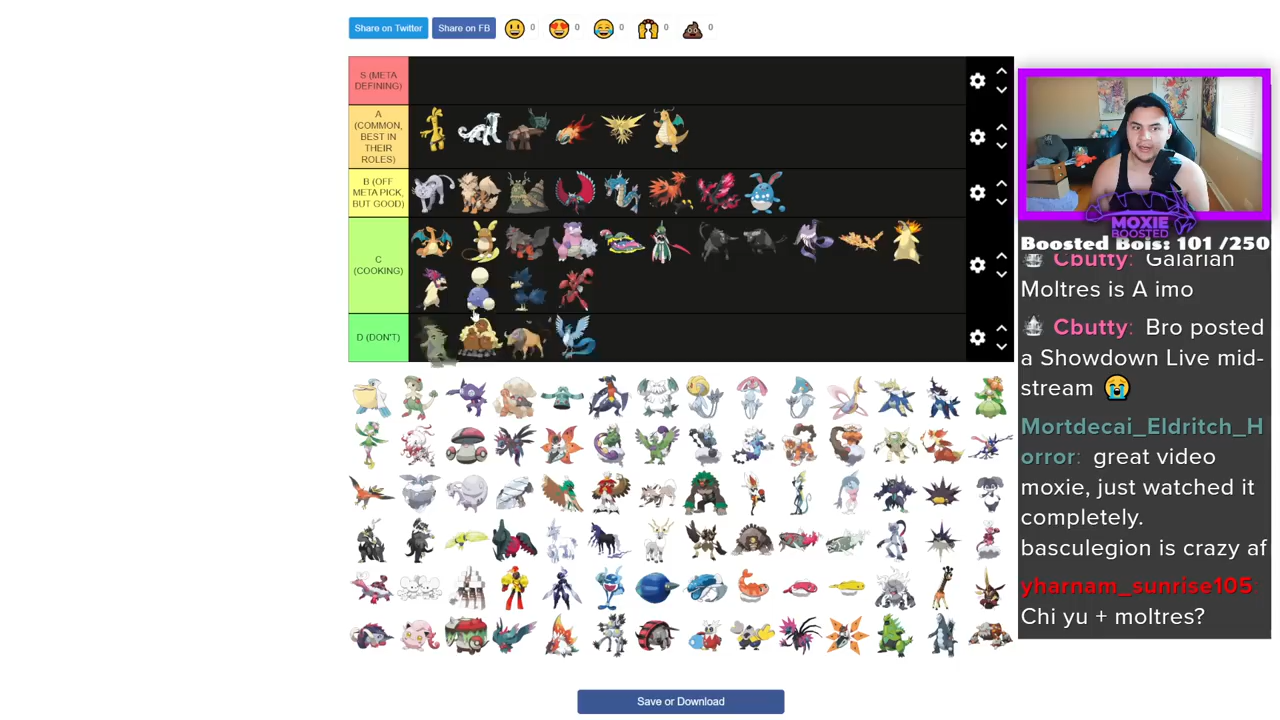 Share on Twitter
Share on FB
0
0
0
0
0
S (META
DEFINING)
A
(COMMON,
BEST IN
THEIR
ROLES)
B (OFF
META PICK,
BUT GOOD)
C
(COOKING)
D (DON'T)
Save or Download
MOXIE
BOOSTED
Boosted Bois: 101 /250
Cbutty: Galarian
Moltres is A imo
Cbutty: Bro posted
a Showdown Live mid-
stream
Mortdecai_Eldritch_H
orror: great video
moxie, just watched it
completely.
basculegion is crazy af
yharnam_sunrise105:
Chi yu + moltres?